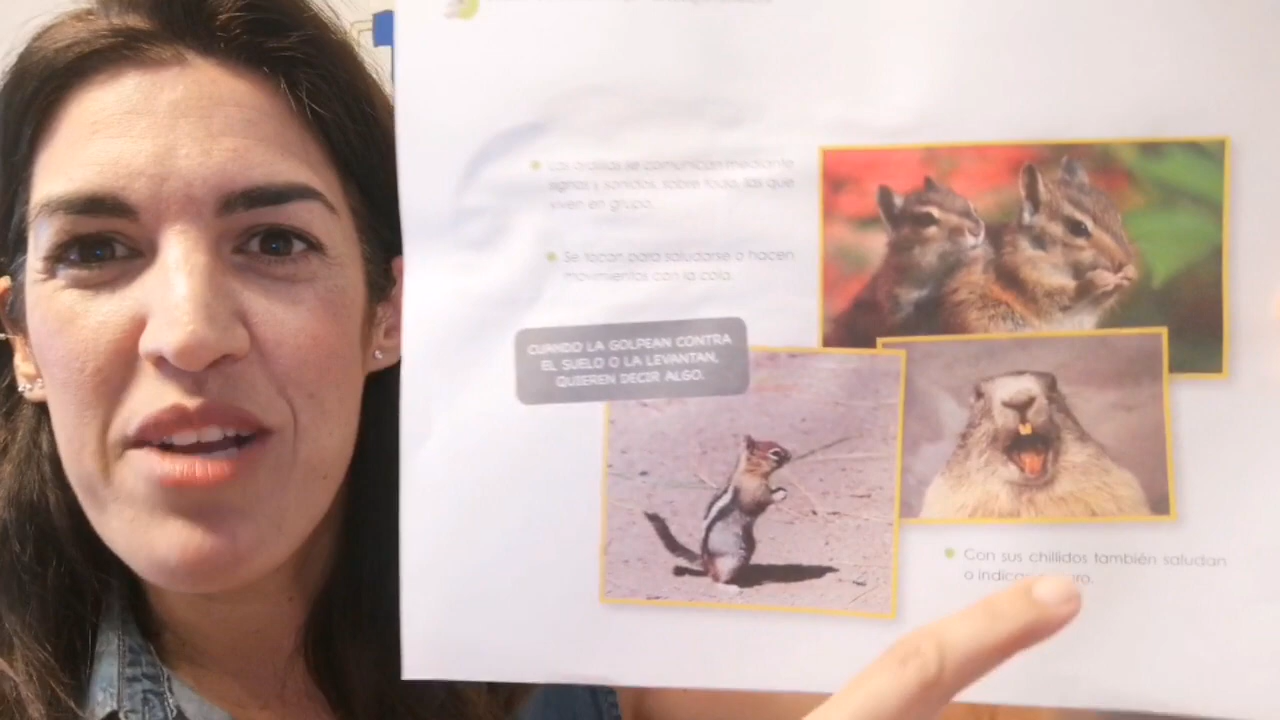 Las ardillas se comunican mediante
signos y sonidos, sobre todo, las que
viven en grupo.
Se tocan para saludarse o hacen
movimientos con la cola.
CUANDO LA GOLPEAN CONTRA
EL SUELO O LA LEVANTAN,
QUIEREN DECIR ALGO.
Con sus chillidos también saludan
o